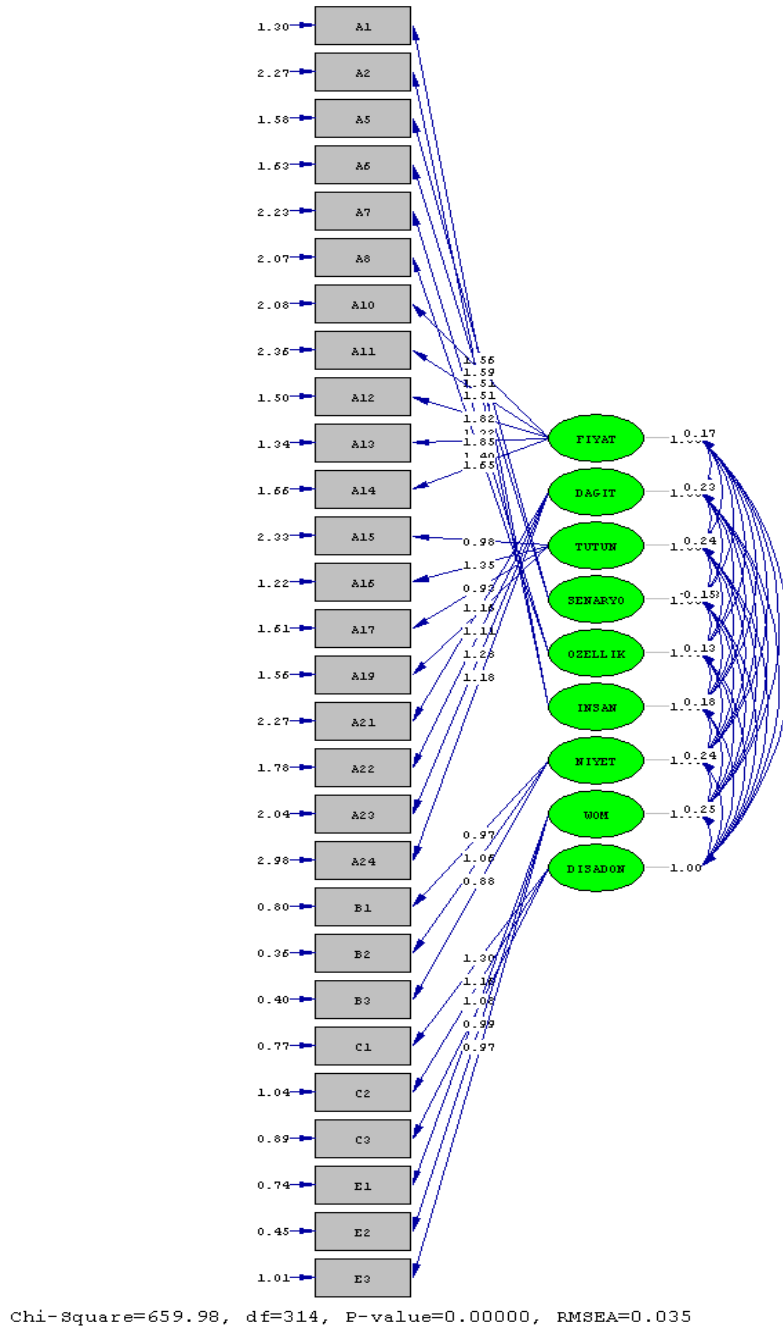 1.30 A1
2.27 A2
1.58 A5
1.63 A6
2.23 A7
2.07 A8
2.08 A10
2.36 A11
1.56
1.59
1.51
1.50 A12 1.51
1.82
1.34 A13 1.85 FIYAT 0.17
1.65
1.66 A14 DAGIT 0.23
2.33 A15 0.98 TUTUN 0.24
1.35
1.22 A16
0.93
SENARYO
1.16
1.61 A17 1.11
OZELLIK 0.13
1.28
1.56 A19 1.18
INSAN 0.18
2.27 A21
1.78 A22 NIYET 0.24
2.04 A23 WOM 0.25
0.97
2.98 A24 1.06 DISADON 1.00
0.88
0.80 B1
0.36 B2 1.30
1.16
0.40 B3 1.08
0.99
0.77 C1 0.97
1.04 C2
0.89 C3
0.74 E1
0.45 E2
1.01 E3
Chi-Square=659.98, df=314, P-value=0.00000, RMSEA=0.035